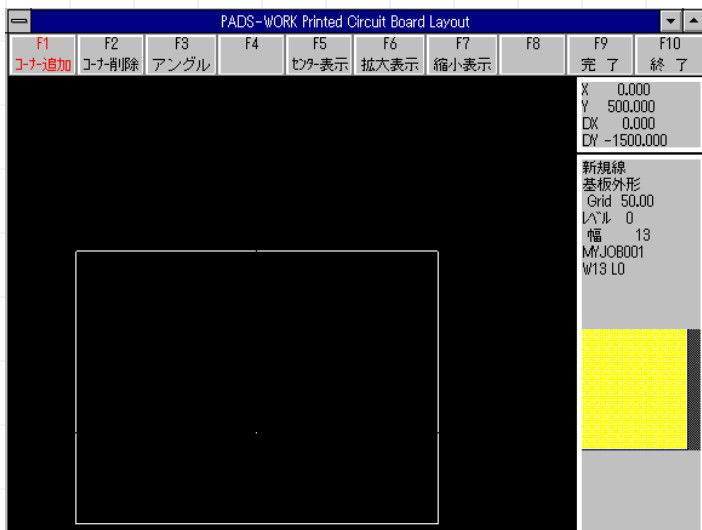 PADS-WORK Printed Circuit Board Layout
F1 F2 F3 F4 F5 F6 F7 F8 F9 F10
ｺｰﾅｰ追加 ｺｰﾅｰ削除 アングル ｾﾝﾀｰ表示 拡大表示 縮小表示 完 了 終 了
X 0.000
Y 500.000
DX 0.000
DY -1500.000
新規線
基板外形
Grid 50.00
ﾚﾍﾞﾙ 0
幅 13
MYJOB001
W13 L0